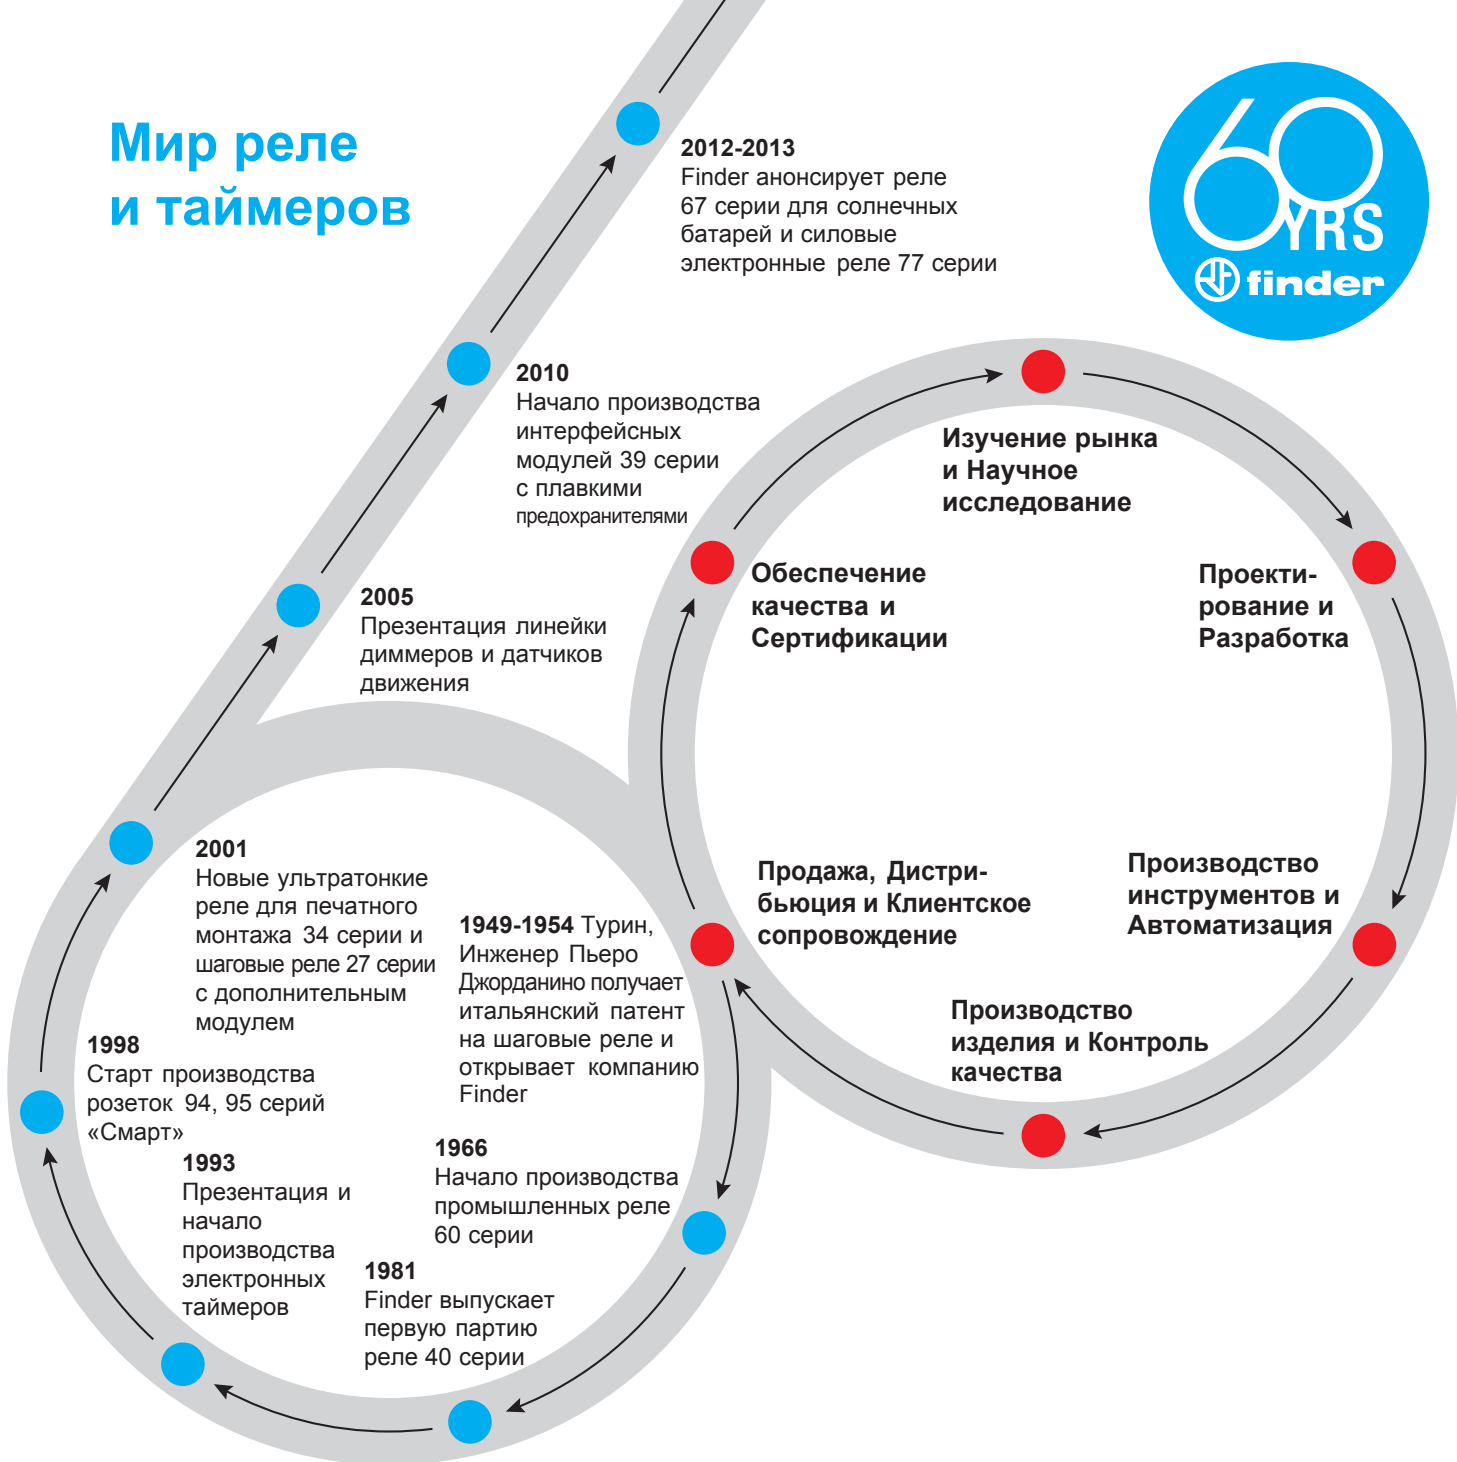 Мир реле
и таймеров
60
YRS
finder
2012-2013
Finder анонсирует реле
67 серии для солнечных
батарей и силовые
электронные реле 77 серии
2010
Начало производства
интерфейсных
модулей 39 серии
с плавкими
предохранителями
2005
Презентация линейки
диммеров и датчиков
движения
2001
Новые ультратонкие
реле для печатного
монтажа 34 серии и
шаговые реле 27 серии
с дополнительным
модулем
1949-1954 Турин,
Инженер Пьеро
Джорданино получает
итальянский патент
на шаговые реле и
открывает компанию
Finder
1998
Старт производства
розеток 94, 95 серий
«Смарт»
1993
Презентация и
начало
производства
электронных
таймеров
1966
Начало производства
промышленных реле
60 серии
1981
Finder выпускает
первую партию
реле 40 серии
Изучение рынка
и Научное
исследование
Обеспечение
качества и
Сертификации
Проекти-
рование и
Разработка
Продажа, Дистри-
бьюция и Клиентское
сопровождение
Производство
инструментов и
Автоматизация
Производство
изделия и Контроль
качества